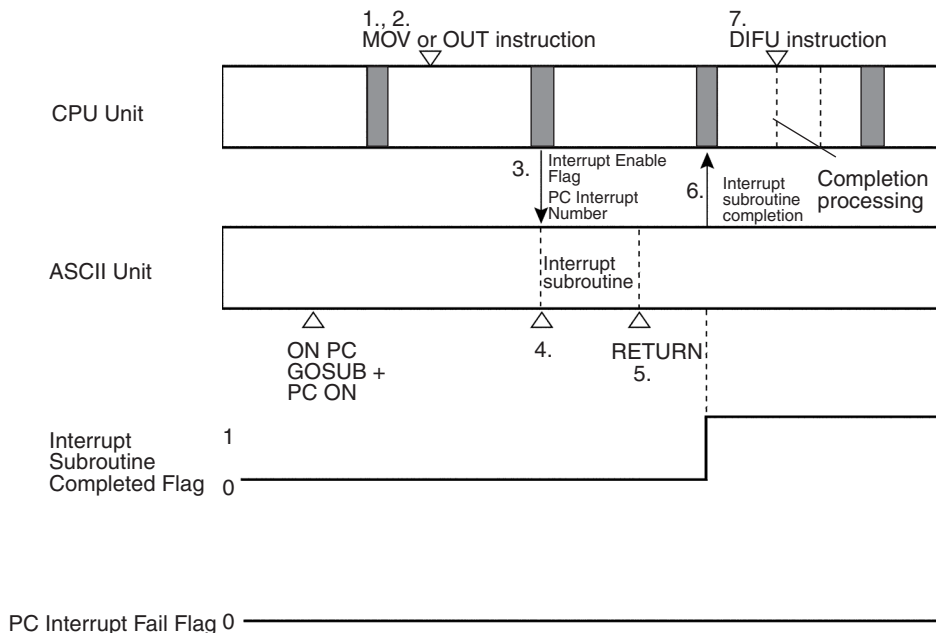 1., 2.
MOV or OUT instruction
7.
DIFU instruction
CPU Unit
3.
Interrupt Enable
Flag
PC Interrupt
Number
6.
Interrupt
subroutine
completion
Completion
processing
ASCII Unit
Interrupt
subroutine
ON PC
GOSUB +
PC ON
4.
RETURN
5.
Interrupt
Subroutine
Completed Flag
1
0
PC Interrupt Fail Flag 0